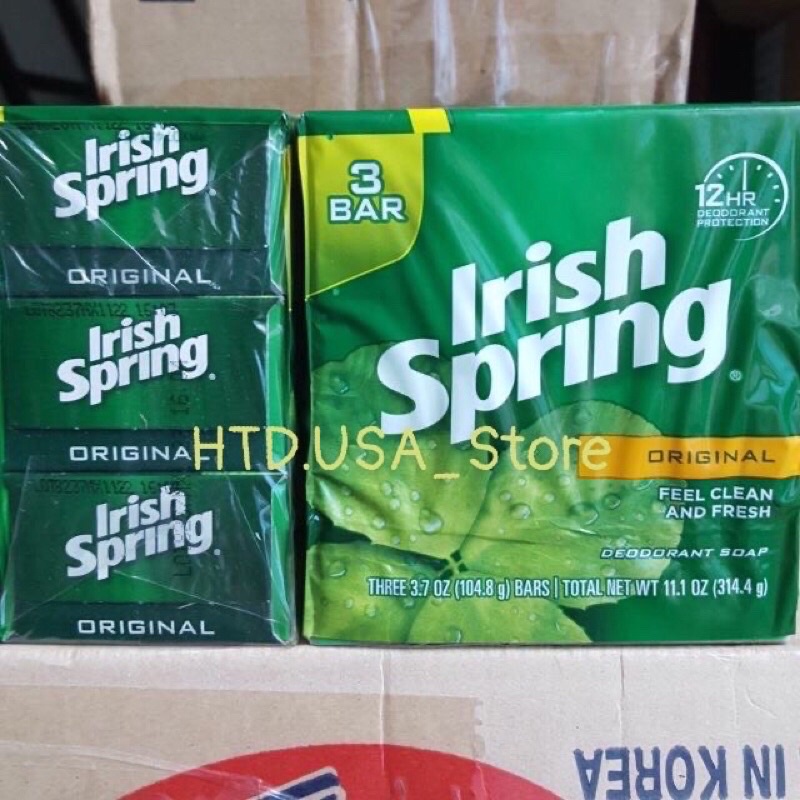 Irish
Spring
ORIGINAL
Irish
Spring
ORIGINA
Irish
Spring
ORIGINAL
3
BAR
12HR
DEODORANT
PROTECTION
Irish
Spring®
ORIGINAL
FEEL CLEAN
AND FRESH
DEODORANT SOAP
THREE 3.7 OZ (104.8 g) BARS | TOTAL NET WT 11.1 OZ (314.4 g)
HTD.USA_Store
IN KOREA